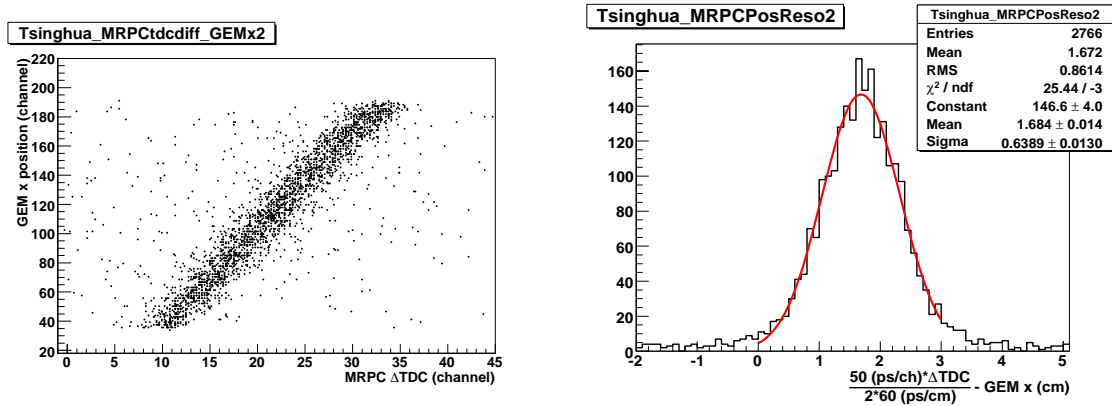 Tsinghua_MRPCtdcdiff_GEMx2
GEM x position (channel)
220
200
180
160
140
120
100
80
60
40
20
0 5 10 15 20 25 30 35 40 45
MRPC ΔTDC (channel)
Tsinghua_MRPCPosReso2
Tsinghua_MRPCPosReso2
Entries 2766
Mean 1.672
RMS 0.8614
χ² / ndf 25.44 / -3
Constant 146.6 ± 4.0
Mean 1.684 ± 0.014
Sigma 0.6389 ± 0.0130
160
140
120
100
80
60
40
20
0
-2 -1 0 1 2 3 4 5
50 (ps/ch)*ΔTDC
2*60 (ps/cm)
- GEM x (cm)